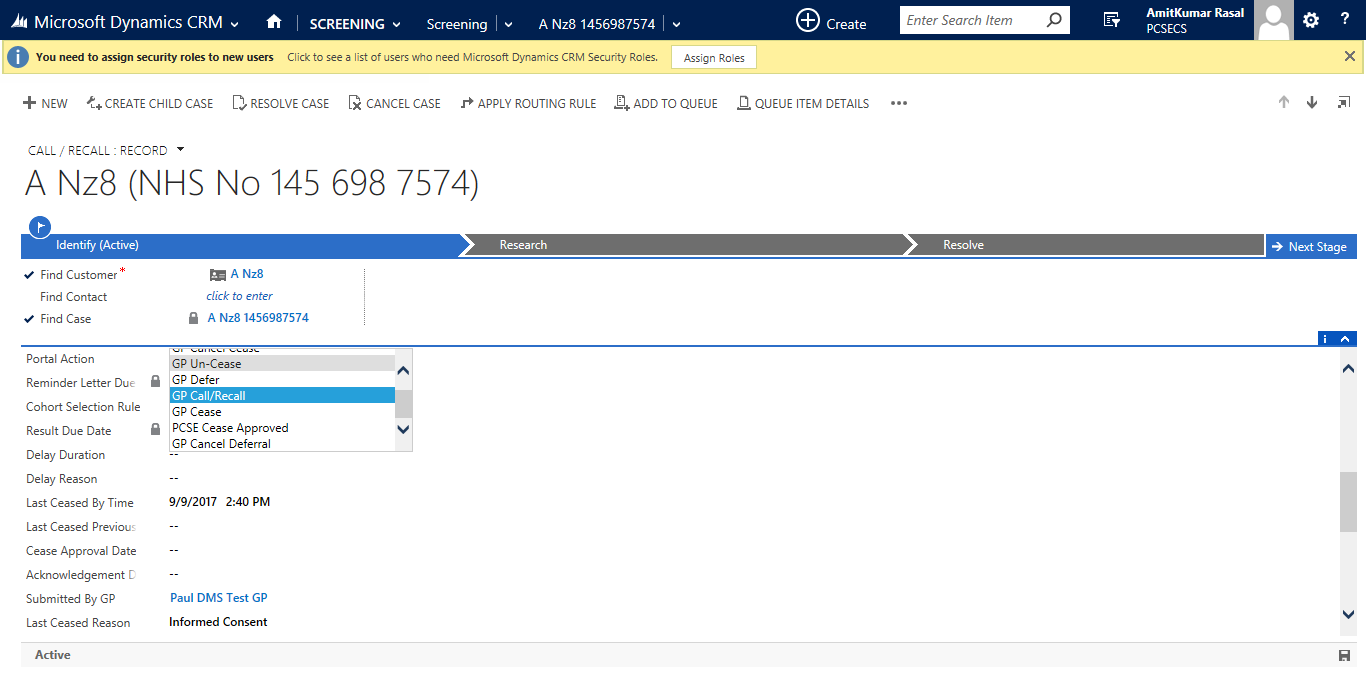 Microsoft Dynamics CRM SCREENING Screening A Nz8 1456987574 Create Enter Search Item AmitKumar Rasal ?
PCSECS
You need to assign security roles to new users Click to see a list of users who need Microsoft Dynamics CRM Security Roles. Assign Roles
NEW CREATE CHILD CASE RESOLVE CASE CANCEL CASE APPLY ROUTING RULE ADD TO QUEUE QUEUE ITEM DETAILS ...
CALL / RECALL : RECORD
A Nz8 (NHS No 145 698 7574)
Identify (Active) Research Resolve Next Stage
Find Customer* A Nz8
Find Contact click to enter
Find Case A Nz8 1456987574
GP Cancel Cease
Portal Action
GP Un-Cease
GP Defer
Reminder Letter Due
GP Call/Recall
Cohort Selection Rule
GP Cease
PCSE Cease Approved
Result Due Date
GP Cancel Deferral
Delay Duration --
Delay Reason --
Last Ceased By Time 9/9/2017 2:40 PM
Last Ceased Previous --
Cease Approval Date --
Acknowledgement D --
Submitted By GP Paul DMS Test GP
Last Ceased Reason Informed Consent
Active